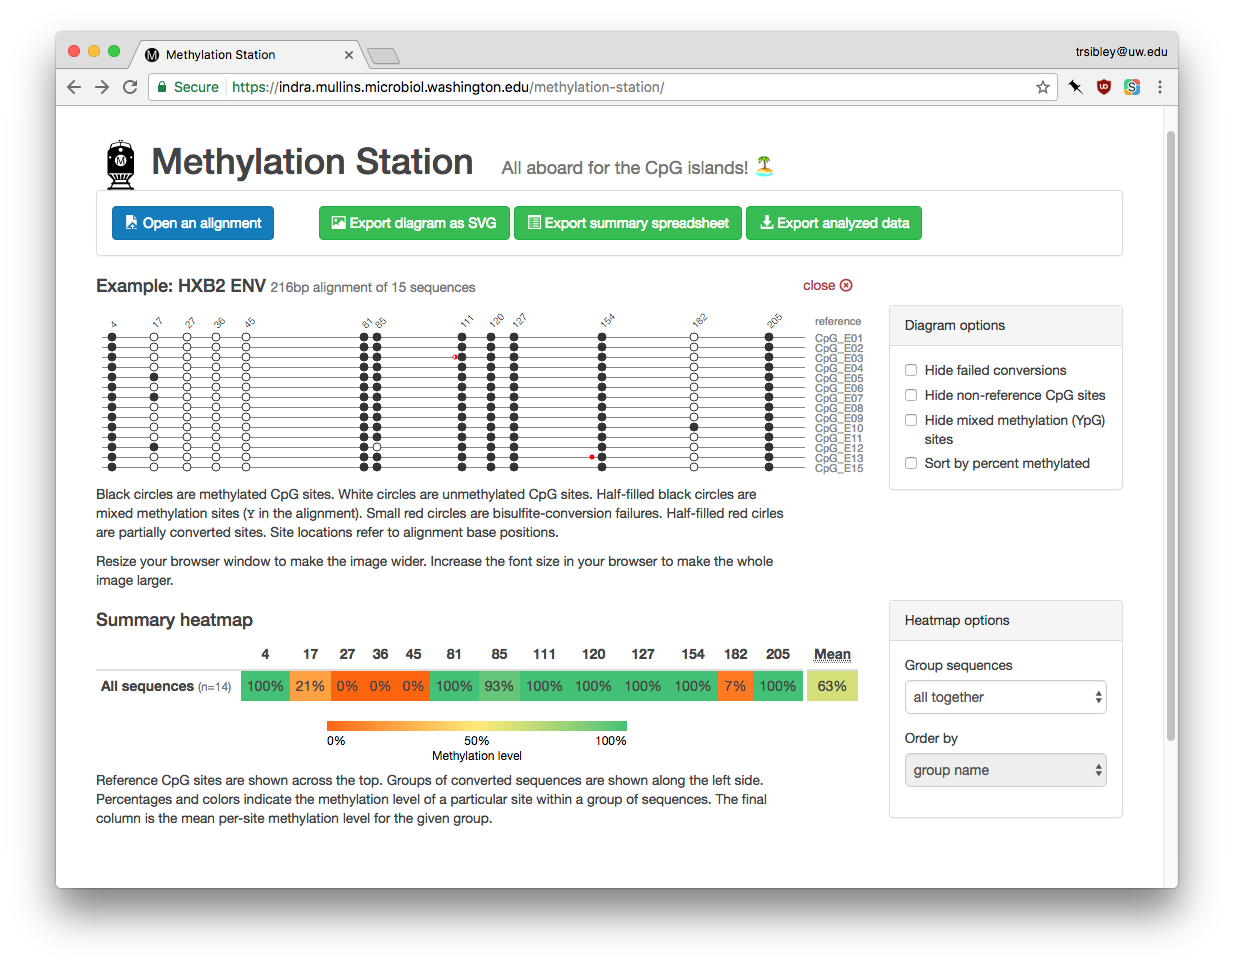 Methylation Station
trsibley@uw.edu
Secure https://indra.mullins.microbiol.washington.edu/methylation-station/
M Methylation Station All aboard for the CpG islands! 🏝
Open an alignment Export diagram as SVG Export summary spreadsheet Export analyzed data
Example: HXB2 ENV 216bp alignment of 15 sequences close
4 17 27 36 45 81 85 111 120 127 154 182 205 reference
CpG_E01
CpG_E02
CpG_E03
CpG_E04
CpG_E05
CpG_E06
CpG_E07
CpG_E08
CpG_E09
CpG_E10
CpG_E11
CpG_E12
CpG_E13
CpG_E15
Diagram options
Hide failed conversions
Hide non-reference CpG sites
Hide mixed methylation (YpG)
sites
Sort by percent methylated
Black circles are methylated CpG sites. White circles are unmethylated CpG sites. Half-filled black circles are
mixed methylation sites (Y in the alignment). Small red circles are bisulfite-conversion failures. Half-filled red cirles
are partially converted sites. Site locations refer to alignment base positions.
Resize your browser window to make the image wider. Increase the font size in your browser to make the whole
image larger.
Summary heatmap
4 17 27 36 45 81 85 111 120 127 154 182 205 Mean
All sequences (n=14) 100% 21% 0% 0% 0% 100% 93% 100% 100% 100% 100% 7% 100% 63%
0% 50% 100%
Methylation level
Reference CpG sites are shown across the top. Groups of converted sequences are shown along the left side.
Percentages and colors indicate the methylation level of a particular site within a group of sequences. The final
column is the mean per-site methylation level for the given group.
Heatmap options
Group sequences
all together
Order by
group name